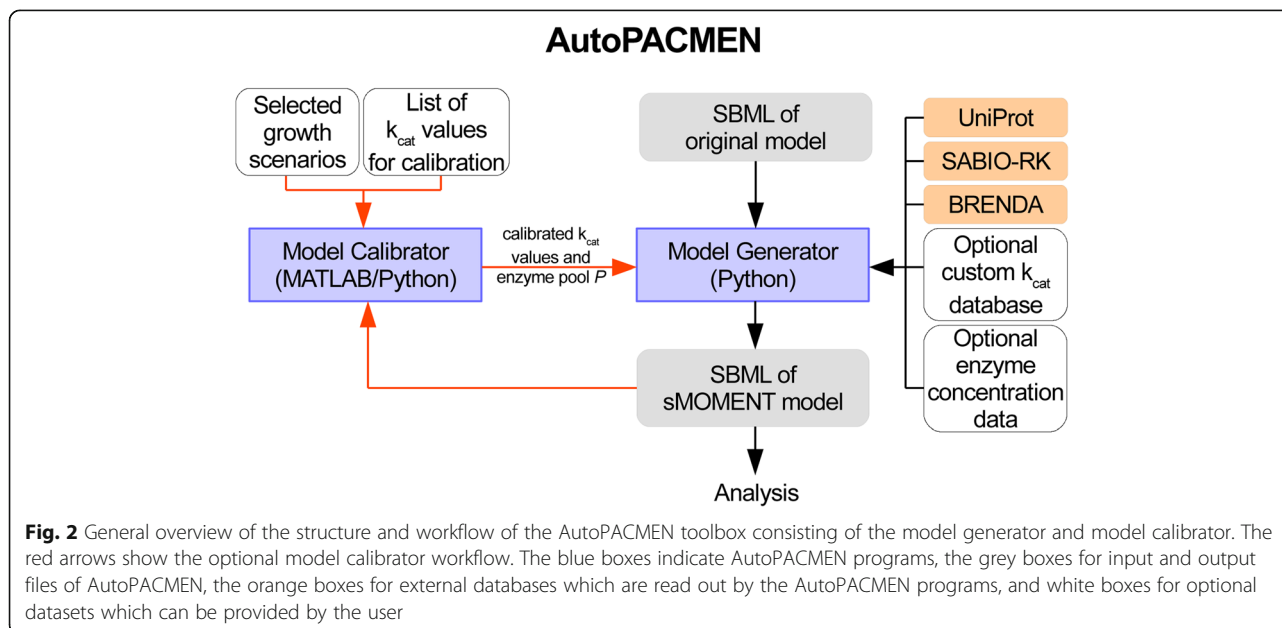 AutoPACMEN
Selected
growth
scenarios
List of
kcat values
for calibration
SBML of
original model
UniProt
SABIO-RK
BRENDA
Optional
custom kcat
database
Optional
enzyme
concentration
data
Model Calibrator
(MATLAB/Python)
calibrated kcat
values and
enzyme pool P
Model Generator
(Python)
SBML of
sMOMENT model
Analysis
Fig. 2 General overview of the structure and workflow of the AutoPACMEN toolbox consisting of the model generator and model calibrator. The
red arrows show the optional model calibrator workflow. The blue boxes indicate AutoPACMEN programs, the grey boxes for input and output
files of AutoPACMEN, the orange boxes for external databases which are read out by the AutoPACMEN programs, and white boxes for optional
datasets which can be provided by the user